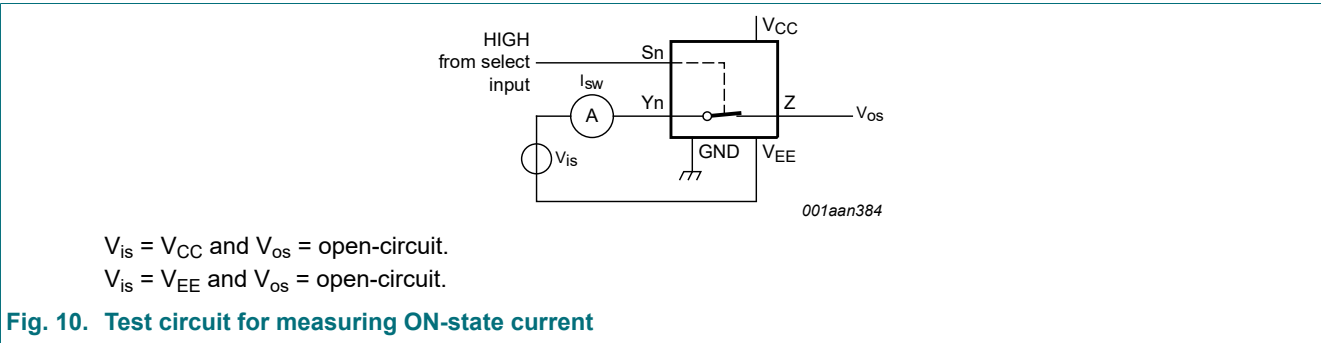 VCC
HIGH
from select
input
Sn
Isw
Yn
Z
A
Vos
GND
VEE
Vis
001aan384
Vis = VCC and Vos = open-circuit.
Vis = VEE and Vos = open-circuit.
Fig. 10. Test circuit for measuring ON-state current